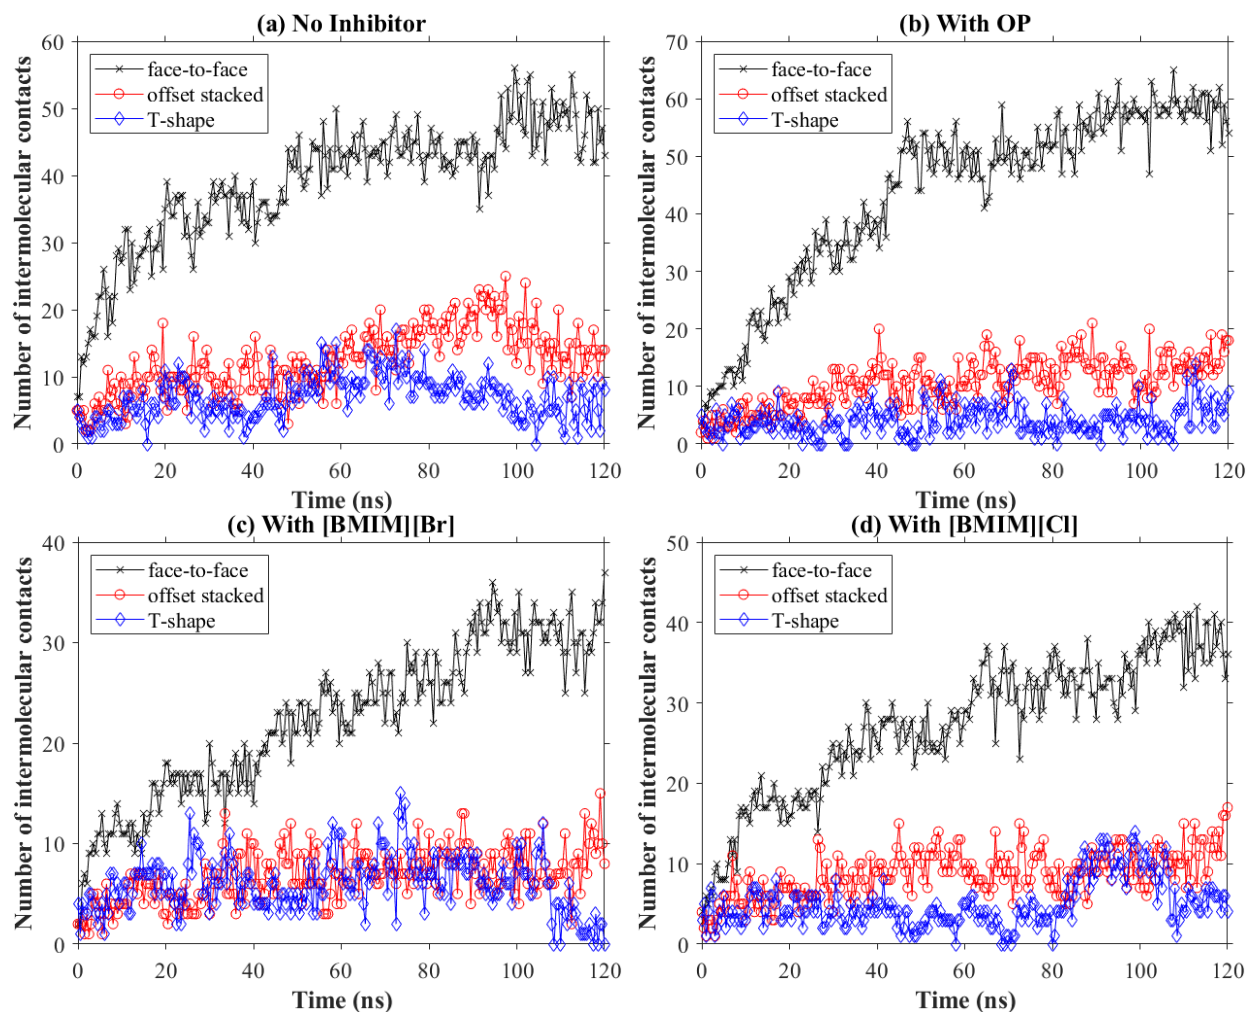 (a) No Inhibitor
Number of intermolecular contacts
60
50
40
30
20
10
0
face-to-face
offset stacked
T-shape
0 20 40 60 80 100 120
Time (ns)
(b) With OP
Number of intermolecular contacts
70
60
50
40
30
20
10
0
face-to-face
offset stacked
T-shape
0 20 40 60 80 100 120
Time (ns)
(c) With [BMIM][Br]
Number of intermolecular contacts
40
30
20
10
0
face-to-face
offset stacked
T-shape
0 20 40 60 80 100 120
Time (ns)
(d) With [BMIM][Cl]
Number of intermolecular contacts
50
40
30
20
10
0
face-to-face
offset stacked
T-shape
0 20 40 60 80 100 120
Time (ns)